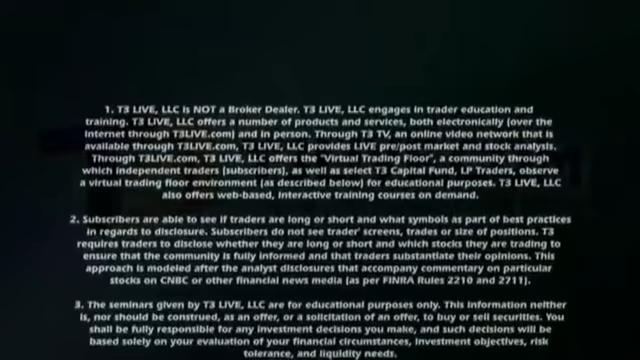 1. T3 LIVE, LLC is NOT a Broker Dealer. T3 LIVE, LLC engages in trader education and
training. T3 LIVE, LLC offers a number of products and services, both electronically (over the
internet through T3LIVE.com) and in person. Through T3 TV, an online video network that is
available through T3LIVE.com, T3 LIVE, LLC provides LIVE pre/post market and stock analysis.
Through T3LIVE.com, T3 LIVE, LLC offers the "Virtual Trading Floor", a community through
which independent traders (subscribers), as well as select T3 Capital Fund, LP Traders, observe
a virtual trading floor environment (as described below) for educational purposes. T3 LIVE, LLC
also offers web-based, interactive training courses on demand.
2. Subscribers are able to see if traders are long or short and what symbols as part of best practices
in regards to disclosure. Subscribers do not see trader' screens, trades or size of positions. T3
requires traders to disclose whether they are long or short and which stocks they are trading to
ensure that the community is fully informed and that traders substantiate their opinions. This
approach is modeled after the analyst disclosures that accompany commentary on particular
stocks on CNBC or other financial news media (as per FINRA Rules 2210 and 2711).
3. The seminars given by T3 LIVE, LLC are for educational purposes only. This information neither
is, nor should be construed, as an offer, or a solicitation of an offer, to buy or sell securities. You
shall be fully responsible for any investment decisions you make, and such decisions will be
based solely on your evaluation of your financial circumstances, investment objectives, risk
tolerance, and liquidity needs.